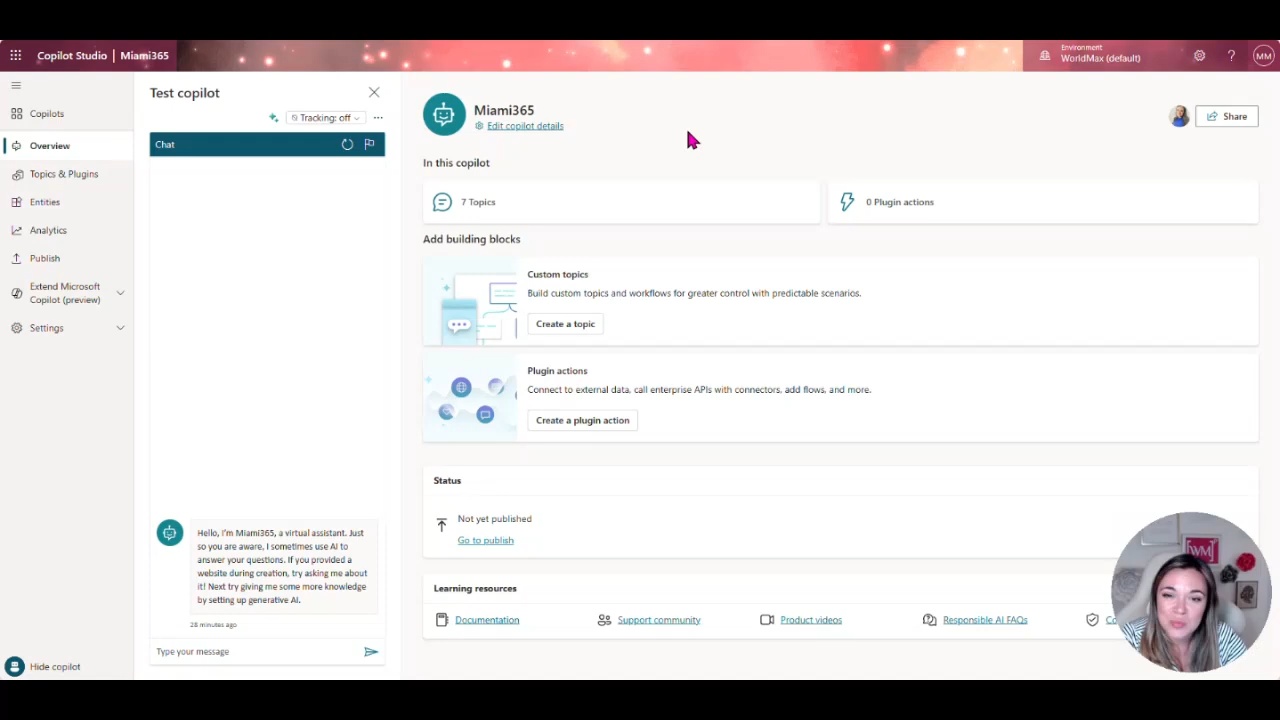 Copilot Studio | Miami365
Environment
WorldMax (default)
?
MM
Copilots
Overview
Topics & Plugins
Entities
Analytics
Publish
Extend Microsoft
Copilot (preview)
Settings
Hide copilot
Test copilot
Tracking: off
Chat
Hello, I'm Miami365, a virtual assistant. Just
so you are aware, I sometimes use AI to
answer your questions. If you provided a
website during creation, try asking me about
it! Next try giving me some more knowledge
by setting up generative AI.
28 minutes ago
Type your message
Miami365
Edit copilot details
Share
In this copilot
7 Topics
0 Plugin actions
Add building blocks
Custom topics
Build custom topics and workflows for greater control with predictable scenarios.
Create a topic
Plugin actions
Connect to external data, call enterprise APIs with connectors, add flows, and more.
Create a plugin action
Status
Not yet published
Go to publish
Learning resources
Documentation
Support community
Product videos
Responsible AI FAQs